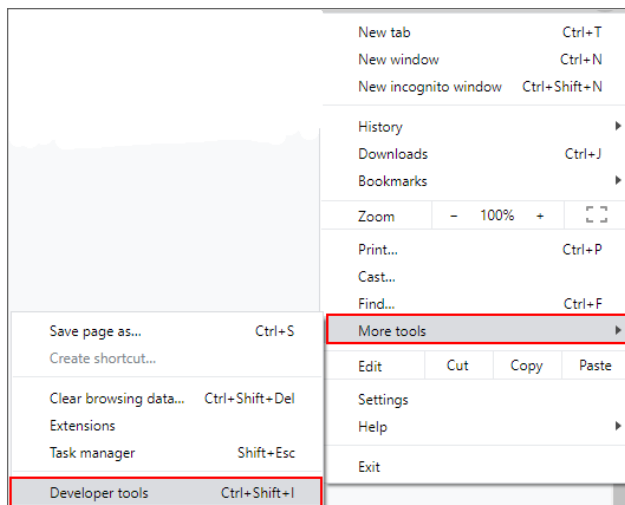 New tab Ctrl+T
New window Ctrl+N
New incognito window Ctrl+Shift+N
History
Downloads Ctrl+J
Bookmarks
Zoom - 100% +
Print... Ctrl+P
Cast...
Find... Ctrl+F
More tools
Edit Cut Copy Paste
Settings
Help
Exit
Save page as... Ctrl+S
Create shortcut...
Clear browsing data... Ctrl+Shift+Del
Extensions
Task manager Shift+Esc
Developer tools Ctrl+Shift+I